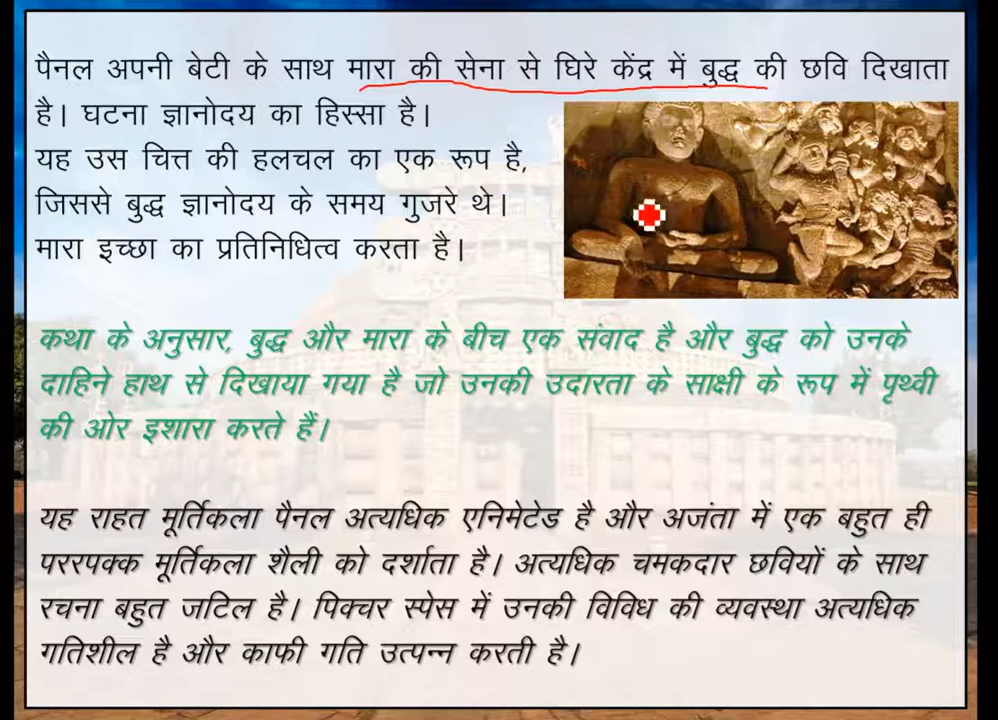 पैनल अपनी बेटी के साथ मारा की सेना से घिरे केंद्र में बुद्ध की छवि दिखाता
है। घटना ज्ञानोदय का हिस्सा है।
यह उस चित्त की हलचल का एक रूप है,
जिससे बुद्ध ज्ञानोदय के समय गुजरे थे।
मारा इच्छा का प्रतिनिधित्व करता है।
कथा के अनुसार, बुद्ध और मारा के बीच एक संवाद है और बुद्ध को उनके
दाहिने हाथ से दिखाया गया है जो उनकी उदारता के साक्षी के रूप में पृथ्वी
की ओर इशारा करते हैं।
यह राहत मूर्तिकला पैनल अत्यधिक एनिमेटेड है और अजंता में एक बहुत ही
पररपक्क मूर्तिकला शैली को दर्शाता है। अत्यधिक चमकदार छवियों के साथ
रचना बहुत जटिल है। पिक्चर स्पेस में उनकी विविध की व्यवस्था अत्यधिक
गतिशील है और काफी गति उत्पन्न करती है।